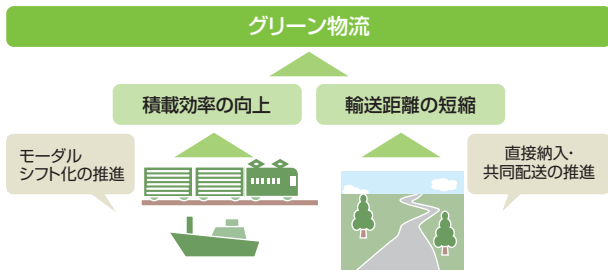 グリーン物流
積載効率の向上
輸送距離の短縮
モーダル
シフト化の推進
直接納入・
共同配送の推進